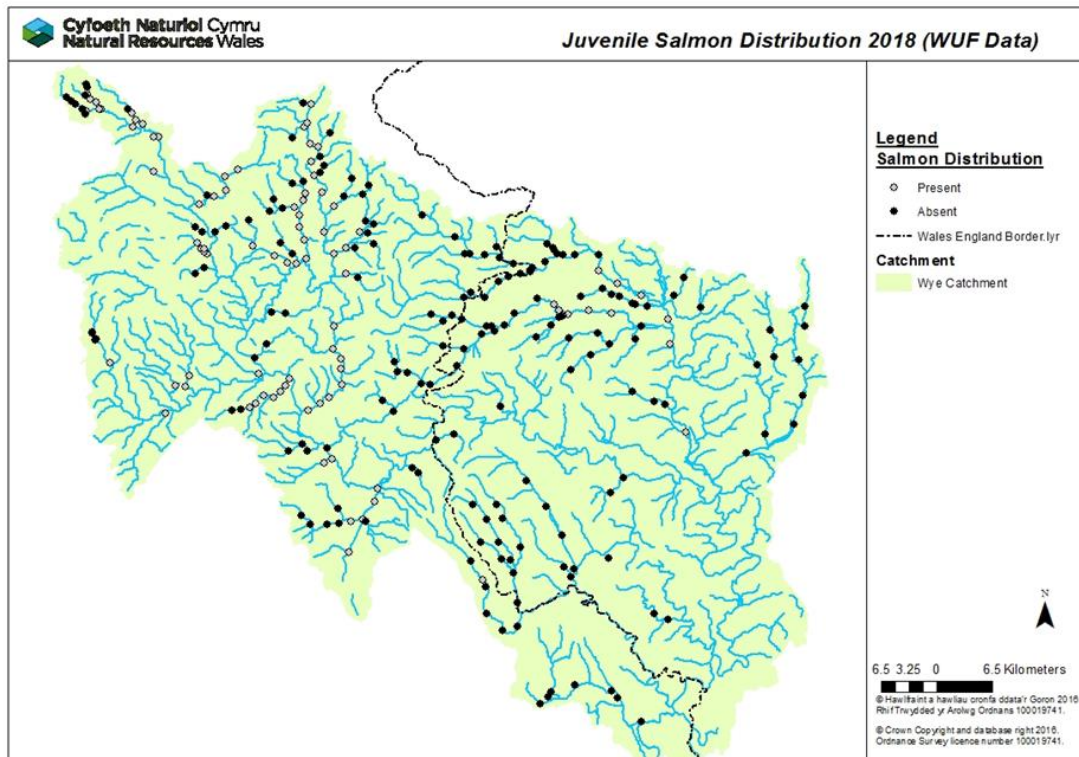 Cyfoeth Naturiol Cymru
Natural Resources Wales
Juvenile Salmon Distribution 2018 (WUF Data)
Legend
Salmon Distribution
Present
Absent
Wales England Border.lyr
Catchment
Wye Catchment
N
6.5 3.25 0 6.5 Kilometers
© Hawlfraint a hawliau cronfa ddata'r Goron 2016
Rhif Trwydded yr Arolwg Ordnans 100019741.
© Crown Copyright and database right 2016.
Ordnance Survey licence number 100019741.